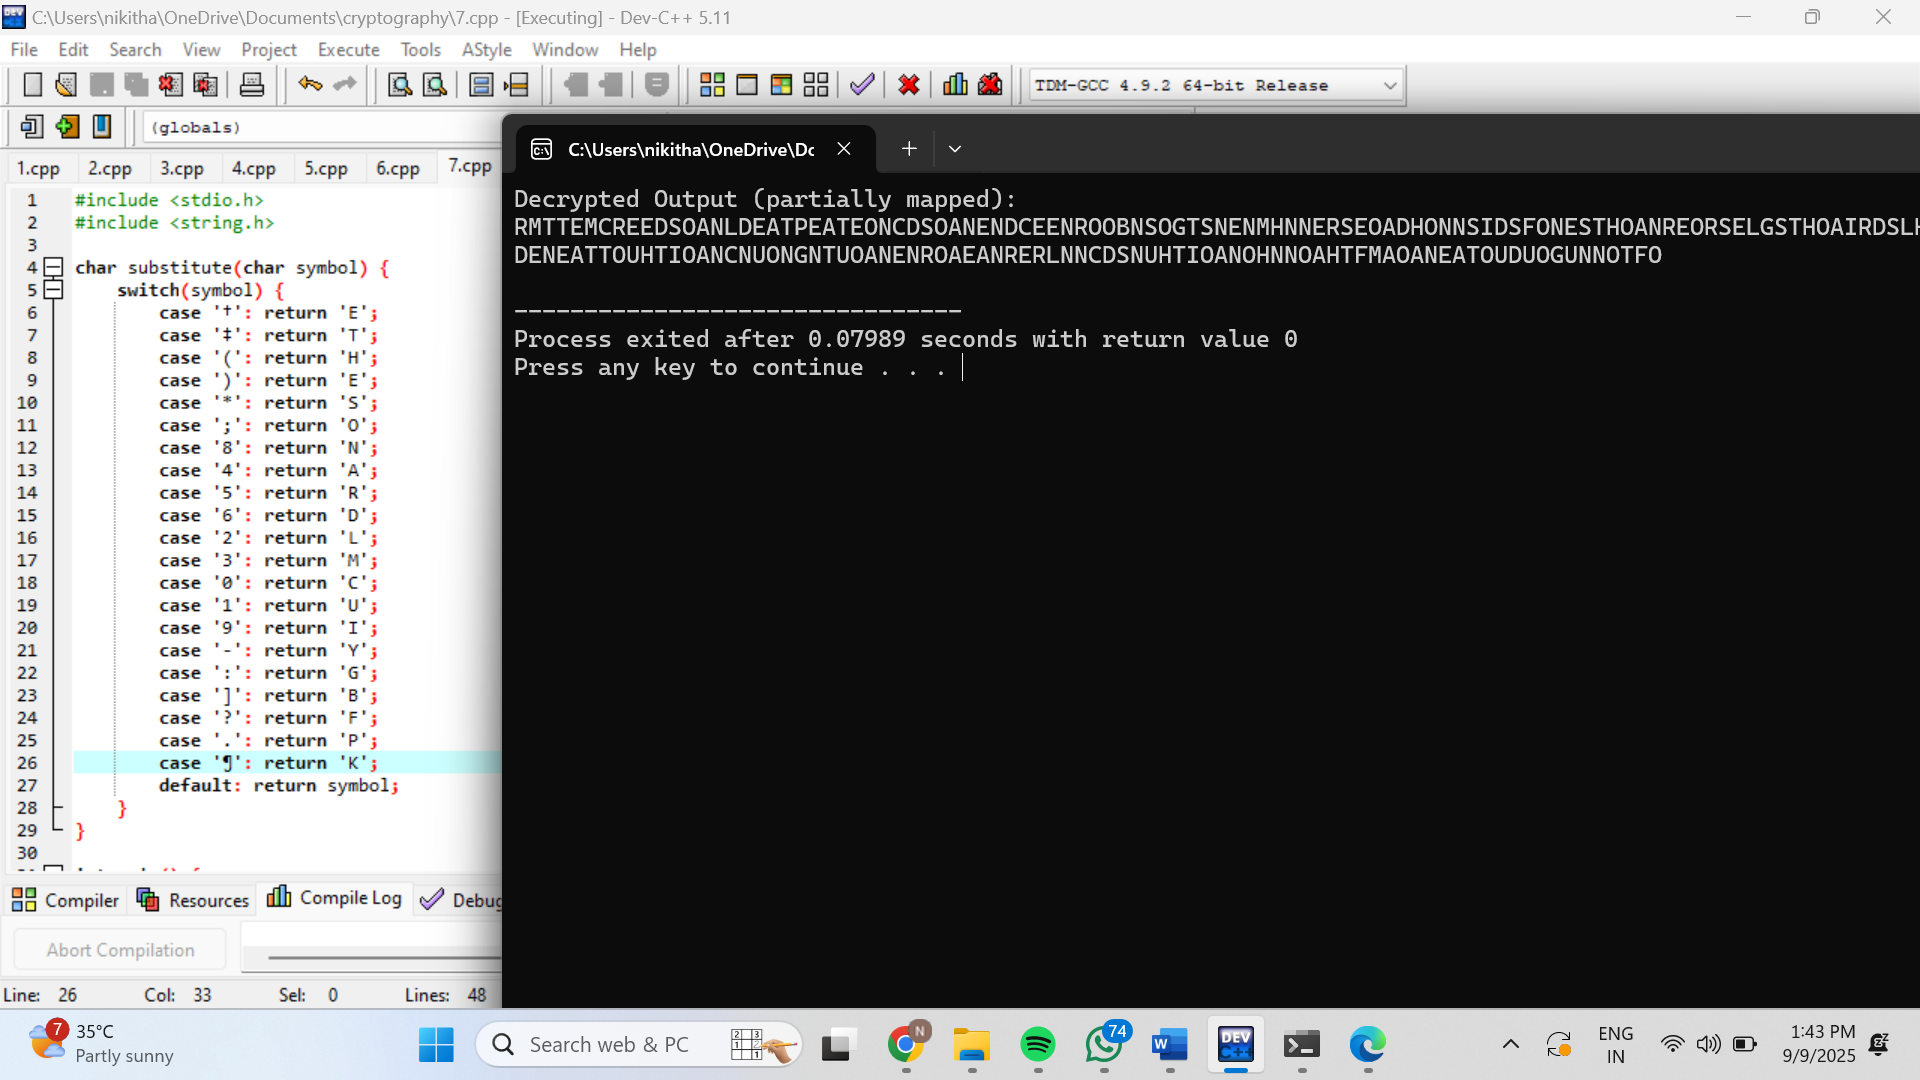 C:\Users\nikitha\OneDrive\Documents\cryptography\7.cpp - [Executing] - Dev-C++ 5.11
File Edit Search View Project Execute Tools AStyle Window Help
TDM-GCC 4.9.2 64-bit Release
(globals)
C:\Users\nikitha\OneDrive\Dc
1.cpp 2.cpp 3.cpp 4.cpp 5.cpp 6.cpp 7.cpp
1 #include <stdio.h>
2 #include <string.h>
3
4 char substitute(char symbol) {
5 switch(symbol) {
6 case '†': return 'E';
7 case '‡': return 'T';
8 case '(': return 'H';
9 case ')': return 'E';
10 case '*': return 'S';
11 case ';': return 'O';
12 case '8': return 'N';
13 case '4': return 'A';
14 case '5': return 'R';
15 case '6': return 'D';
16 case '2': return 'L';
17 case '3': return 'M';
18 case '0': return 'C';
19 case '1': return 'U';
20 case '9': return 'I';
21 case '-': return 'Y';
22 case ':': return 'G';
23 case ']': return 'B';
24 case '?': return 'F';
25 case '.': return 'P';
26 case '¶': return 'K';
27 default: return symbol;
28 }
29 }
30
Decrypted Output (partially mapped):
RMTTEMCREEDSOANLDEATPEATEONCDSOANENDCEENROOBNSOGTSNENMHNNERSEOADHONNSIDSFONESTHOANREORSELGSTHOAIRDSLH
DENEATTOUHTIOANCNUONGNTUOANENROAEANRERLNNCDSNUHTIOANOHNNOAHTFMAOANEATOUDUOGUNNOTFO
--------------------------------
Process exited after 0.07989 seconds with return value 0
Press any key to continue . . .
Compiler Resources Compile Log Debug
Abort Compilation
Line: 26 Col: 33 Sel: 0 Lines: 48
7
35°C
Partly sunny
Search web & PC
N
74
W
DEV
C++
ENG
IN
1:43 PM
9/9/2025